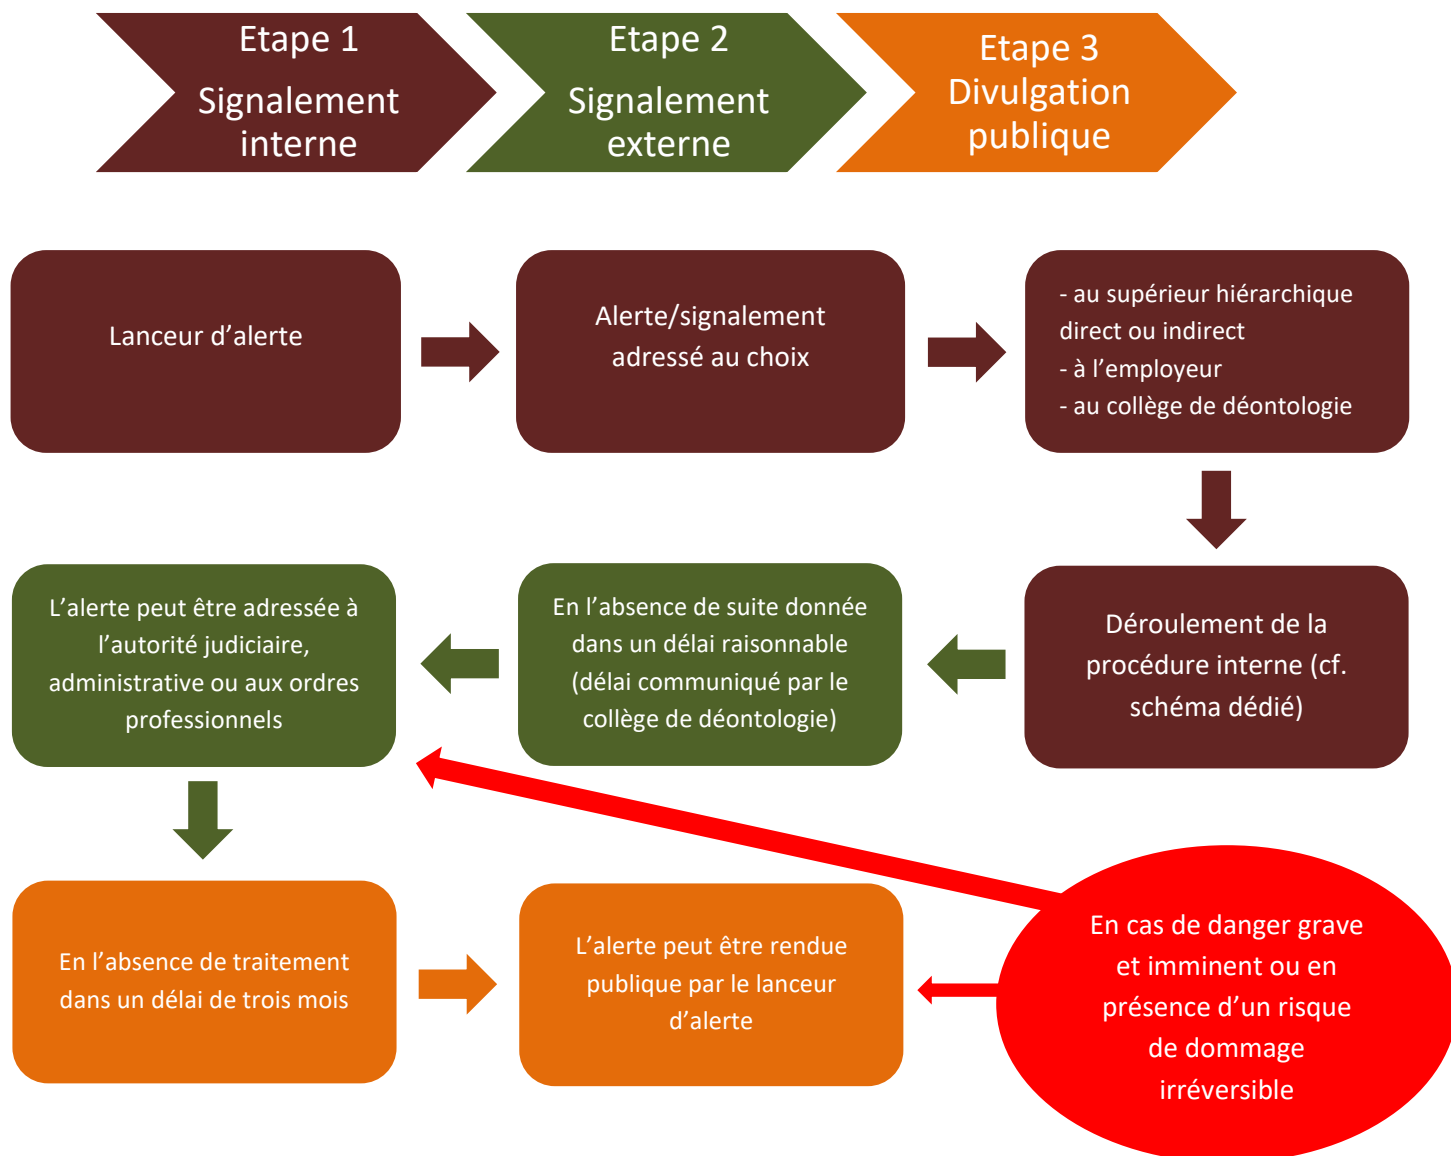 Etape 1
Signalement
interne
Etape 2
Signalement
externe
Etape 3
Divulgation
publique
Lanceur d’alerte
Alerte/signalement
adressé au choix
- au supérieur hiérarchique
direct ou indirect
- à l’employeur
- au collège de déontologie
L’alerte peut être adressée à
l’autorité judiciaire,
administrative ou aux ordres
professionnels
En l’absence de suite donnée
dans un délai raisonnable
(délai communiqué par le
collège de déontologie)
Déroulement de la
procédure interne (cf.
schéma dédié)
En l’absence de traitement
dans un délai de trois mois
L’alerte peut être rendue
publique par le lanceur
d’alerte
En cas de danger grave
et imminent ou en
présence d’un risque
de dommage
irréversible